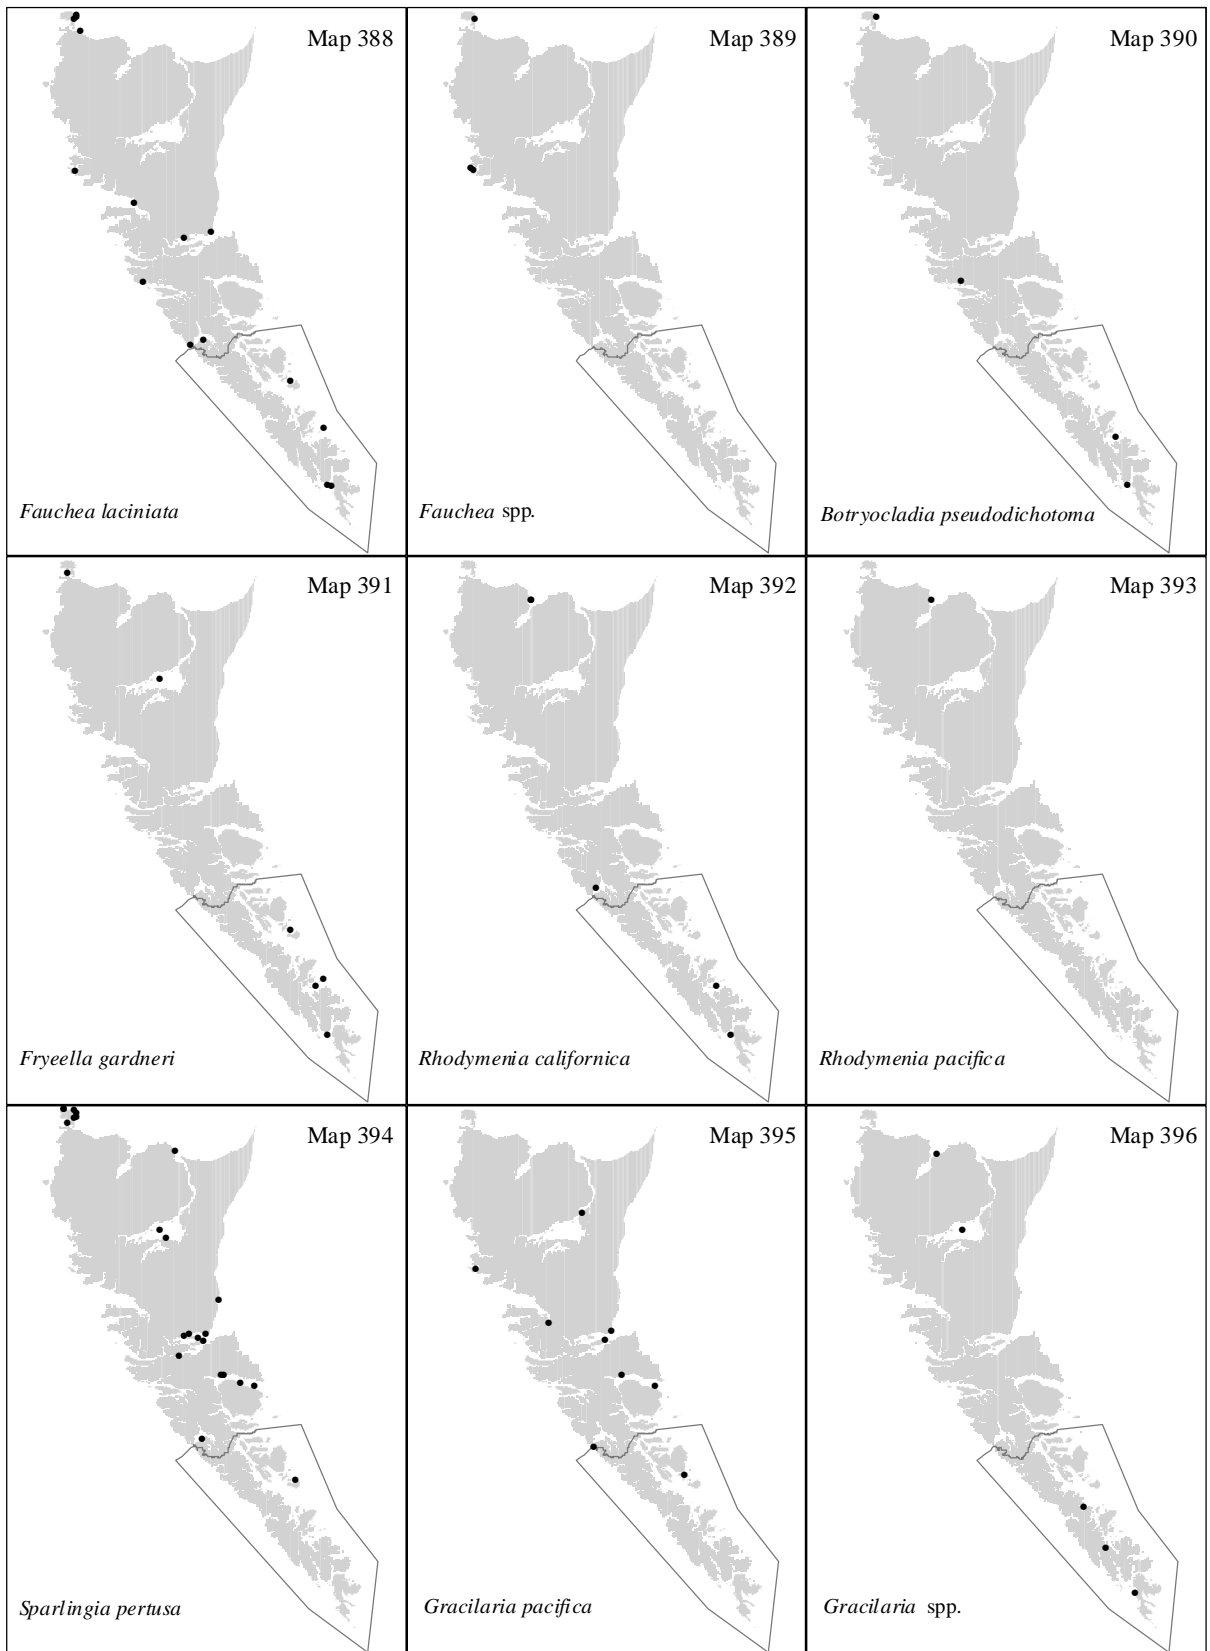 Map 388
Fauchea laciniata
Map 389
Fauchea spp.
Map 390
Botryocladia pseudodichotoma
Map 391
Fryeella gardneri
Map 392
Rhodymenia californica
Map 393
Rhodymenia pacifica
Map 394
Sparlingia pertusa
Map 395
Gracilaria pacifica
Map 396
Gracilaria spp.